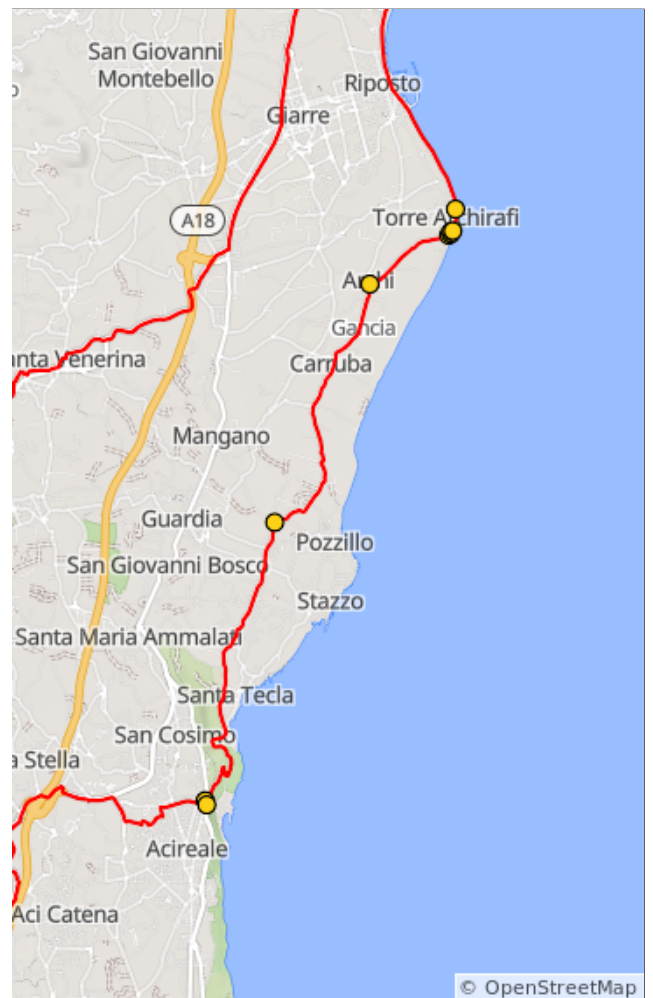 San Giovanni
Montebello
Riposto
Giarre
A18
Torre Archirafi
Archi
Gancia
anta Venerina
Carruba
Mangano
Guardia
Pozzillo
San Giovanni Bosco
Stazzo
Santa Maria Ammalati
Santa Tecla
San Cosimo
a Stella
Acireale
Aci Catena
© OpenStreetMap